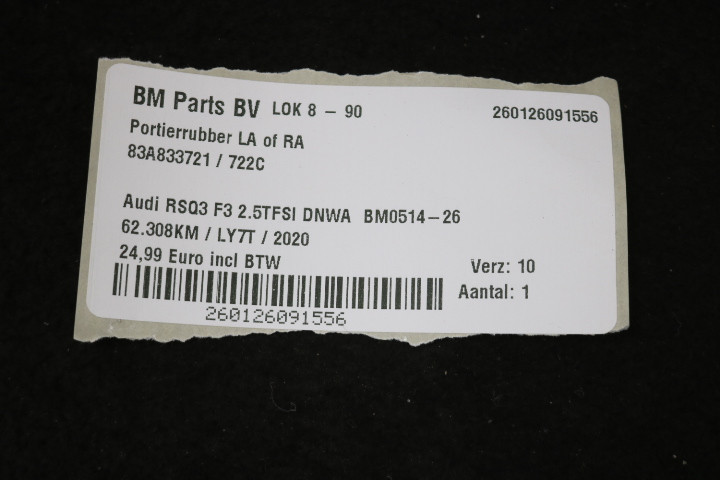 BM Parts BV LOK 8 - 90 260126091556
Portierrubber LA of RA
83A833721 / 722C
Audi RSQ3 F3 2.5TFSI DNWA BM0514-26
62.308KM / LY7T / 2020
24,99 Euro incl BTW
Verz: 10
Aantal: 1
260126091556